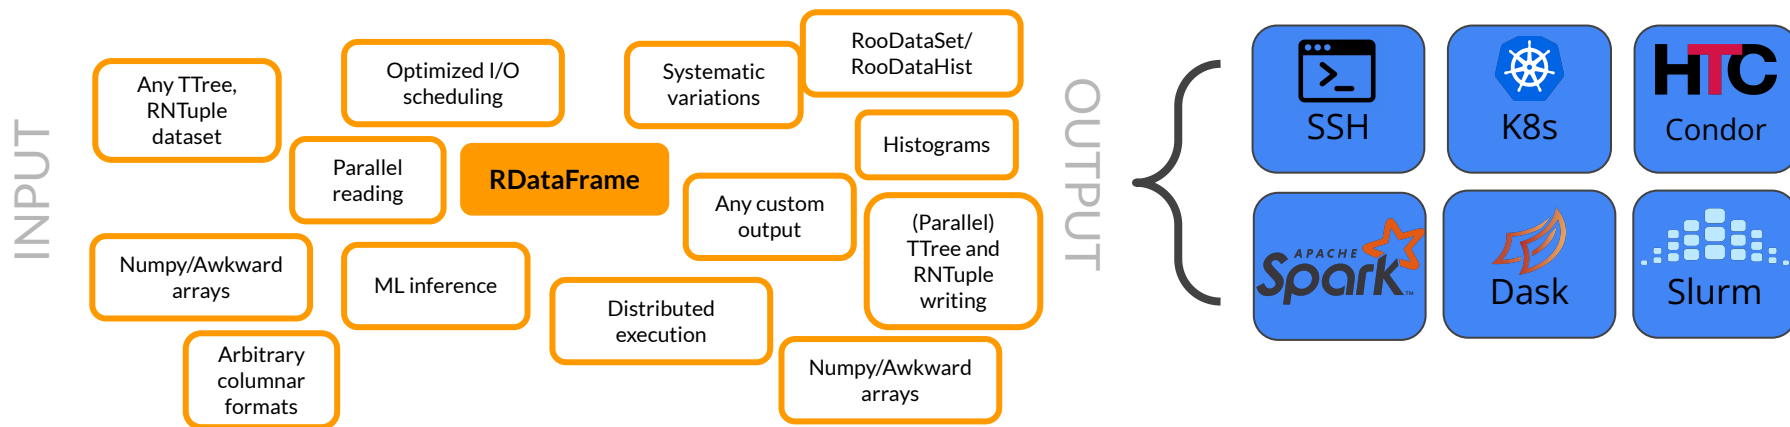 INPUT
Any TTree,
RNTuple
dataset
Optimized I/O
scheduling
Parallel
reading
Numpy/Awkward
arrays
Arbitrary
columnar
formats
ML inference
RDataFrame
Systematic
variations
Distributed
execution
Any custom
output
RooDataSet/
RooDataHist
Histograms
(Parallel)
TTree and
RNTuple
writing
Numpy/Awkward
arrays
OUTPUT
SSH
K8s
HTC
Condor
APACHE
Spark™
Dask
Slurm